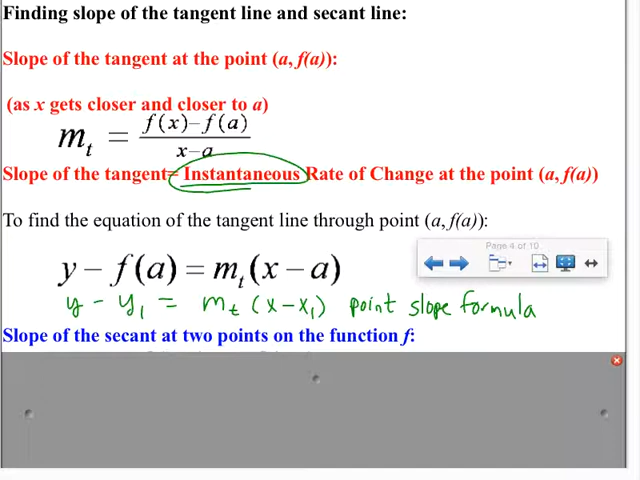 Finding slope of the tangent line and secant line:
Slope of the tangent at the point (a, f(a)):
(as x gets closer and closer to a)
m_t = f(x) − f(a) / x − a
Slope of the tangent= Instantaneous Rate of Change at the point (a, f(a))
To find the equation of the tangent line through point (a, f(a)):
Page 4 of 10
y − f(a) = m_t(x − a)
y − y₁ = m_t (x − x₁) point slope formula
Slope of the secant at two points on the function f: